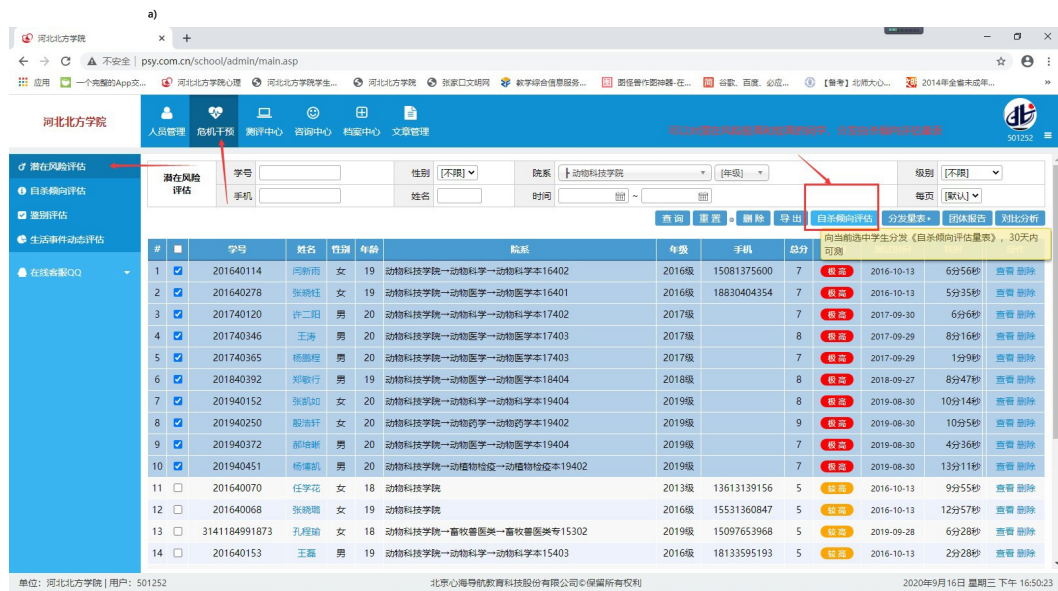 a)
河北北方学院 × +
不安全 | psy.com.cn/school/admin/main.asp
应用 一个完整的App交... 河北北方学院心理 河北北方学院学生... 河北北方学院 张家口文明网 教学综合信息服务... 图怪兽作图神器-在... 谷歌、百度、必应... 【备考】北师大心... 2014年全省未成年... »
河北北方学院
人员管理 危机干预 测评中心 咨询中心 档案中心 文章管理
501252
潜在风险评估
自杀倾向评估
鉴别评估
生活事件动态评估
在线客服QQ
潜在风险评估 学号 性别 [不限] 院系 ├动物科技学院 [年级] 级别 [不限]
手机 姓名 时间 ~ 每页 [默认]
查 询 重 置 删 除 导 出 自杀倾向评估 分发量表 团体报告 对比分析
向当前选中学生分发《自杀倾向评估量表》，30天内可测
# 学号 姓名 性别 年龄 院系 年级 手机 总分
1 201640114 闫新雨 女 19 动物科技学院→动物科学→动物科学本16402 2016级 15081375600 7 极高 2016-10-13 6分56秒 查看 删除
2 201640278 女 19 动物科技学院→动物医学→动物医学本16401 2016级 18830404354 7 极高 2016-10-13 5分35秒 查看 删除
3 201740120 许二阳 男 20 动物科技学院→动物科学→动物科学本17402 2017级 7 极高 2017-09-30 6分6秒 查看 删除
4 201740346 王涛 男 20 动物科技学院→动物医学→动物医学本17403 2017级 8 极高 2017-09-29 8分16秒 查看 删除
5 201740365 杨鹏程 男 20 动物科技学院→动物医学→动物医学本17403 2017级 7 极高 2017-09-29 1分9秒 查看 删除
6 201840392 郑敬行 男 19 动物科技学院→动物医学→动物医学本18404 2018级 8 极高 2018-09-27 8分47秒 查看 删除
7 201940152 张凯如 女 20 动物科技学院→动物科学→动物科学本19404 2019级 8 极高 2019-08-30 10分14秒 查看 删除
8 201940250 殷浩轩 女 20 动物科技学院→动物药学→动物药学本19402 2019级 9 极高 2019-08-30 10分5秒 查看 删除
9 201940372 男 20 动物科技学院→动物医学→动物医学本19404 2019级 7 极高 2019-08-30 4分36秒 查看 删除
10 201940451 男 20 动物科技学院→动植物检疫→动植物检疫本19402 2019级 7 极高 2019-08-30 13分11秒 查看 删除
11 201640070 任学花 女 18 动物科技学院 2013级 13613139156 5 较高 2016-10-13 9分55秒 查看 删除
12 201640068 张晓璐 女 19 动物科技学院 2016级 15531360847 5 较高 2016-10-13 12分57秒 查看 删除
13 3141184991873 孔程瑜 女 18 动物科技学院→畜牧兽医类→畜牧兽医类专15302 2019级 15097653968 5 较高 2019-09-28 6分28秒 查看 删除
14 201640153 王磊 男 19 动物科技学院→动物科学→动物科学本15403 2016级 18133595193 5 较高 2016-10-13 2分28秒 查看 删除
单位：河北北方学院 | 用户：501252 北京心海导航教育科技股份有限公司©保留所有权利 2020年9月16日 星期三 下午 16:50:23